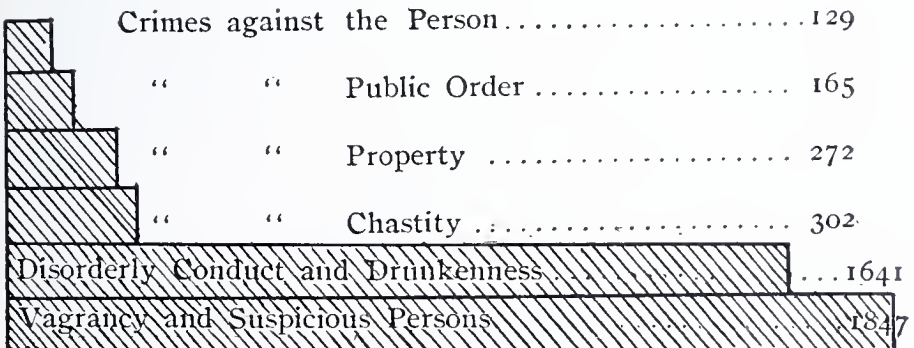 Crimes against the Person....................129
“ “ Public Order .................. 165
“ “ Property ..................... 272
“ “ Chastity ..................... 302
Disorderly Conduct and Drunkenness.................1641
Vagrancy and Suspicious Persons....................1847